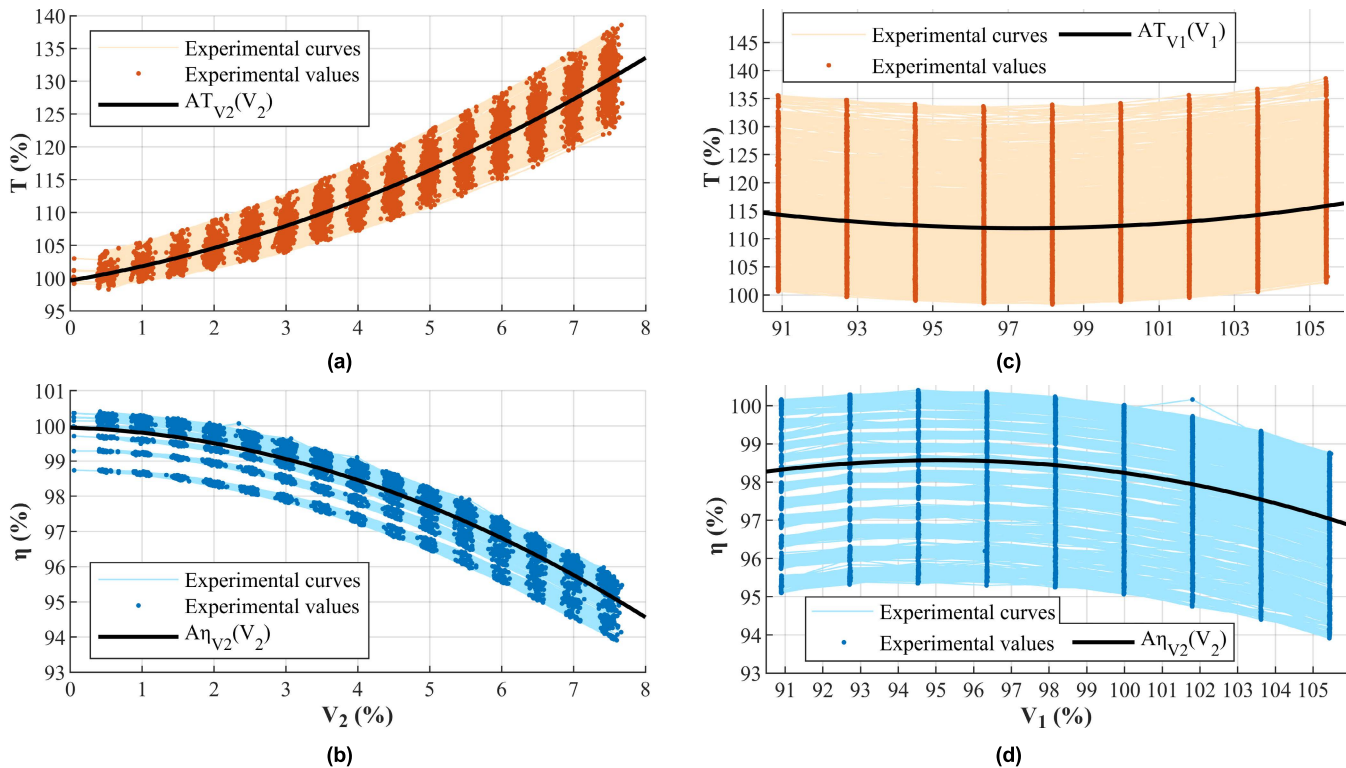 140
135
130
125
120
115
110
105
100
95
T (%)
Experimental curves
Experimental values
AT_V2(V_2)
0 1 2 3 4 5 6 7 8
(a)
150
145
140
135
130
125
120
115
110
105
100
T (%)
Experimental curves
AT_V1(V_1)
Experimental values
91 93 95 97 99 101 103 105
(c)
101
100
99
98
97
96
95
94
93
η (%)
Experimental curves
Experimental values
Aη_V2(V_2)
0 1 2 3 4 5 6 7 8
V_2 (%)
(b)
100
99
98
97
96
95
94
93
η (%)
Experimental curves
Experimental values
Aη_V2(V_2)
91 92 93 94 95 96 97 98 99 100 101 102 103 104 105
V_1 (%)
(d)